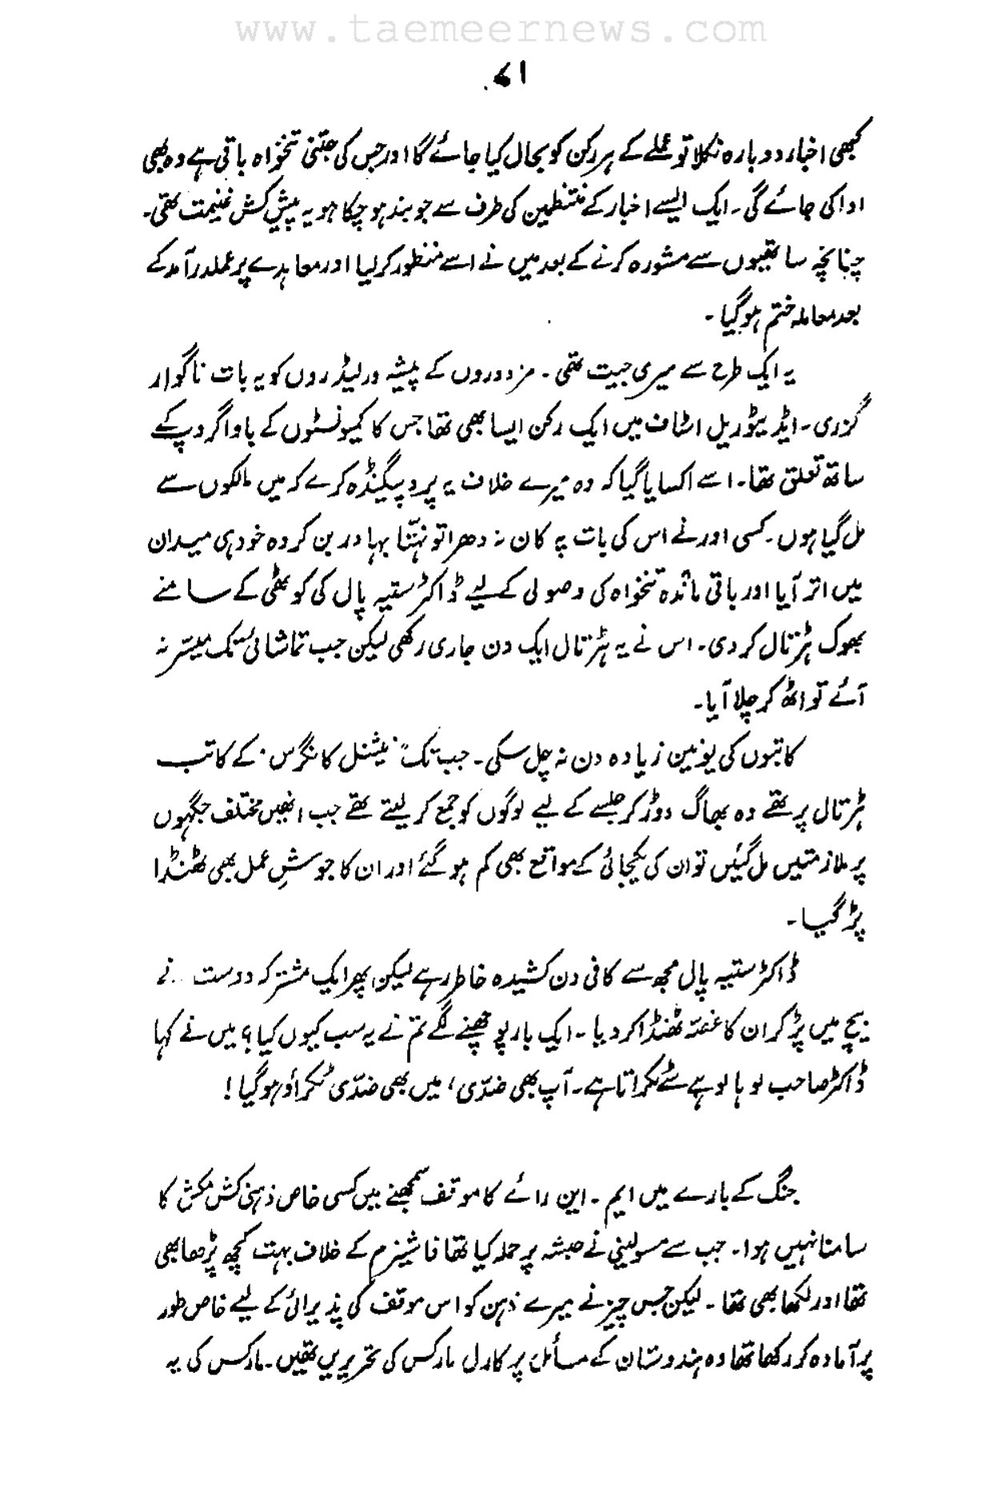 www.taemeernews.com
۷۱
کبھی اخبار دوبارہ نکلا تو عملے کے ہر رکن کو بحال کیا جائے گا اور جس کی جتنی تنخواہ باقی ہے وہ بھی
ادا کی جائے گی۔ ایک ایسے اخبار کے منتظمین کی طرف سے جو بند ہو چکا ہو یہ پیش کش غنیمت تھی۔
چنانچہ ساتھیوں سے مشورہ کرنے کے بعد میں نے اسے منظور کر لیا اور معاہدے پر عملدرآمد کے
بعد معاملہ ختم ہو گیا۔
یہ ایک طرح سے میری جیت تھی۔ مزدوروں کے پیشہ ور لیڈروں کو یہ بات ناگوار
گزری۔ ایڈیٹوریل اسٹاف میں ایک رکن ایسا بھی تھا جس کا کمیونسٹوں کے باوا گروپ کے
ساتھ تعلق تھا۔ اسے اکسایا گیا کہ وہ میرے خلاف یہ پروپیگنڈہ کرے کہ میں مالکوں سے
مل گیا ہوں۔ کسی اور نے اس کی بات پہ کان نہ دھرا تو نہتّا بہادر بن کر وہ خود ہی میدان
میں اتر آیا اور باقی ماندہ تنخواہ کی وصولی کے لیے ڈاکٹر ستیہ پال کی کوٹھی کے سامنے
بھوک ہڑتال کر دی۔ اس نے یہ ہڑتال ایک دن جاری رکھی لیکن جب تماشائی تک میسر نہ
آئے تو اٹھ کر چلا آیا۔
کاتبوں کی یونین زیادہ دن نہ چل سکی۔ جب تک "نیشنل کانگرس" کے کاتب
ہڑتال پر تھے وہ بھاگ دوڑ کر جلسے کے لیے لوگوں کو جمع کر لیتے تھے جب انھیں مختلف جگہوں
پر ملازمتیں مل گئیں تو ان کی یکجائی کے مواقع بھی کم ہو گئے اور ان کا جوشِ عمل بھی ٹھنڈا
پڑ گیا۔
ڈاکٹر ستیہ پال مجھ سے کافی دن کشیدہ خاطر رہے لیکن پھر ایک مشترکہ دوست نے
بیچ میں پڑ کر ان کا غصّہ ٹھنڈا کر دیا۔ ایک بار پوچھنے لگے تم نے یہ سب کیوں کیا؟ میں نے کہا
ڈاکٹر صاحب لوہا لوہے سے ٹکراتا ہے۔ آپ بھی ضدّی، میں بھی ضدّی ٹکراؤ ہو گیا!
جنگ کے بارے میں ایم۔ این رائے کا موقف سمجھنے میں کسی خاص ذہنی کش مکش کا
سامنا نہیں ہوا۔ جب سے مسولینی نے حبشہ پر حملہ کیا تھا فاشیزم کے خلاف بہت کچھ پڑھا بھی
تھا اور لکھا بھی تھا۔ لیکن جس چیز نے میرے ذہن کو اس موقف کی پذیرائی کے لیے خاص طور
پر آمادہ کر رکھا تھا وہ ہندوستان کے مسائل پر کارل مارکس کی تحریریں تھیں۔ مارکس کی یہ